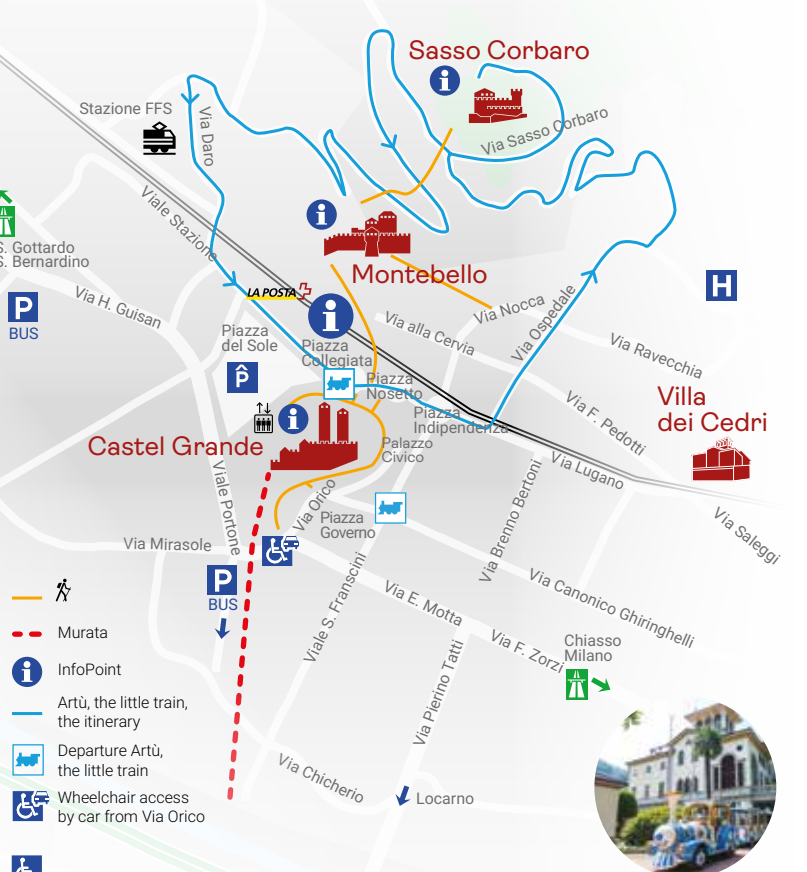 Sasso Corbaro
Stazione FFS
Via Daro
Via Sasso Corbaro
Viale Stazione
S. Gottardo
S. Bernardino
P
BUS
Via H. Guisan
LA POSTA
Montebello
H
Piazza
del Sole
Piazza
Collegiata
Via alla Cervia
Via Nocca
Via Ospedale
Via Ravecchia
P
Piazza
Nosetto
Piazza
Indipendenza
Via F. Pedotti
Villa
dei Cedri
Castel Grande
Palazzo
Civico
Via Lugano
Viale Portone
Via Orico
Piazza
Governo
Via Brenno Bertoni
Via Saleggi
Via Mirasole
P
BUS
Viale S. Franscini
Via E. Motta
Via Canonico Ghiringhelli
Via F. Zorzi
Chiasso
Milano
Via Pierino Tatti
Via Chicherio
Locarno
Murata
InfoPoint
Artù, the little train,
the itinerary
Departure Artù,
the little train
Wheelchair access
by car from Via Orico